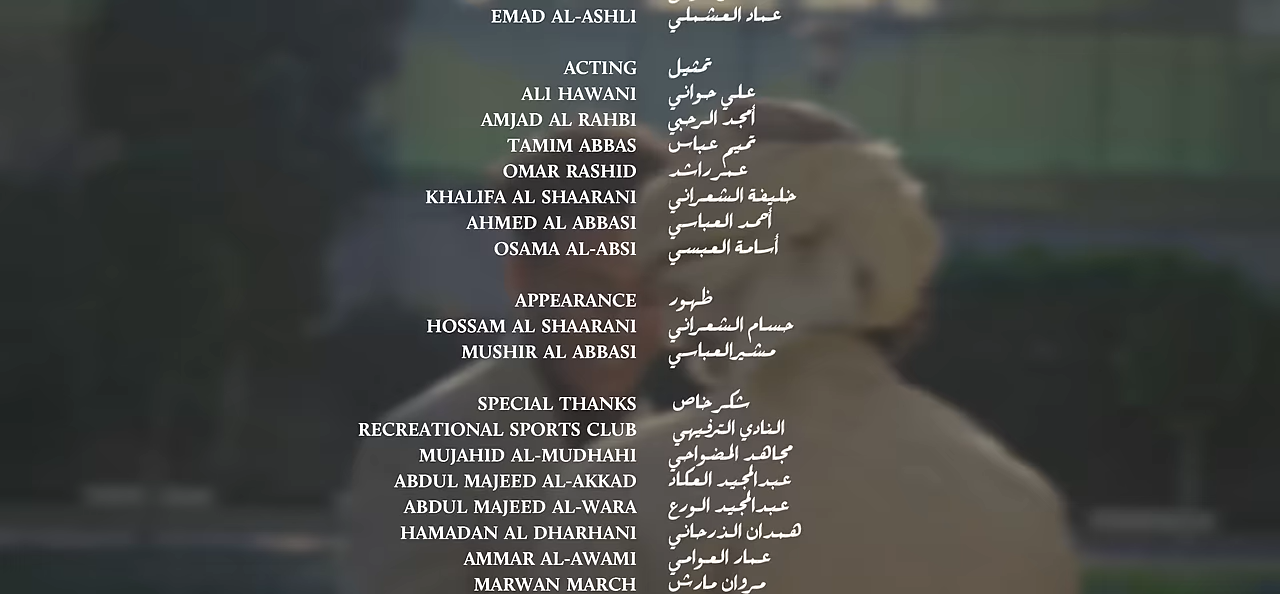 EMAD AL-ASHLI عماد العشملي
ACTING تمثيل
ALI HAWANI علي حواني
AMJAD AL RAHBI أمجد الرحبي
TAMIM ABBAS تميم عباس
OMAR RASHID عمر راشد
KHALIFA AL SHAARANI خليفة الشعراني
AHMED AL ABBASI أحمد العباسي
OSAMA AL-ABSI أسامة العبسي
APPEARANCE ظهور
HOSSAM AL SHAARANI حسام الشعراني
MUSHIR AL ABBASI مشير العباسي
SPECIAL THANKS شكر خاص
RECREATIONAL SPORTS CLUB النادي الترفيهي
MUJAHID AL-MUDHAHI مجاهد المضواحي
ABDUL MAJEED AL-AKKAD عبدالمجيد العكاد
ABDUL MAJEED AL-WARA عبدالمجيد الورع
HAMADAN AL DHARHANI همدان الذرحاني
AMMAR AL-AWAMI عمار العوامي
MARWAN MARCH مروان مارش